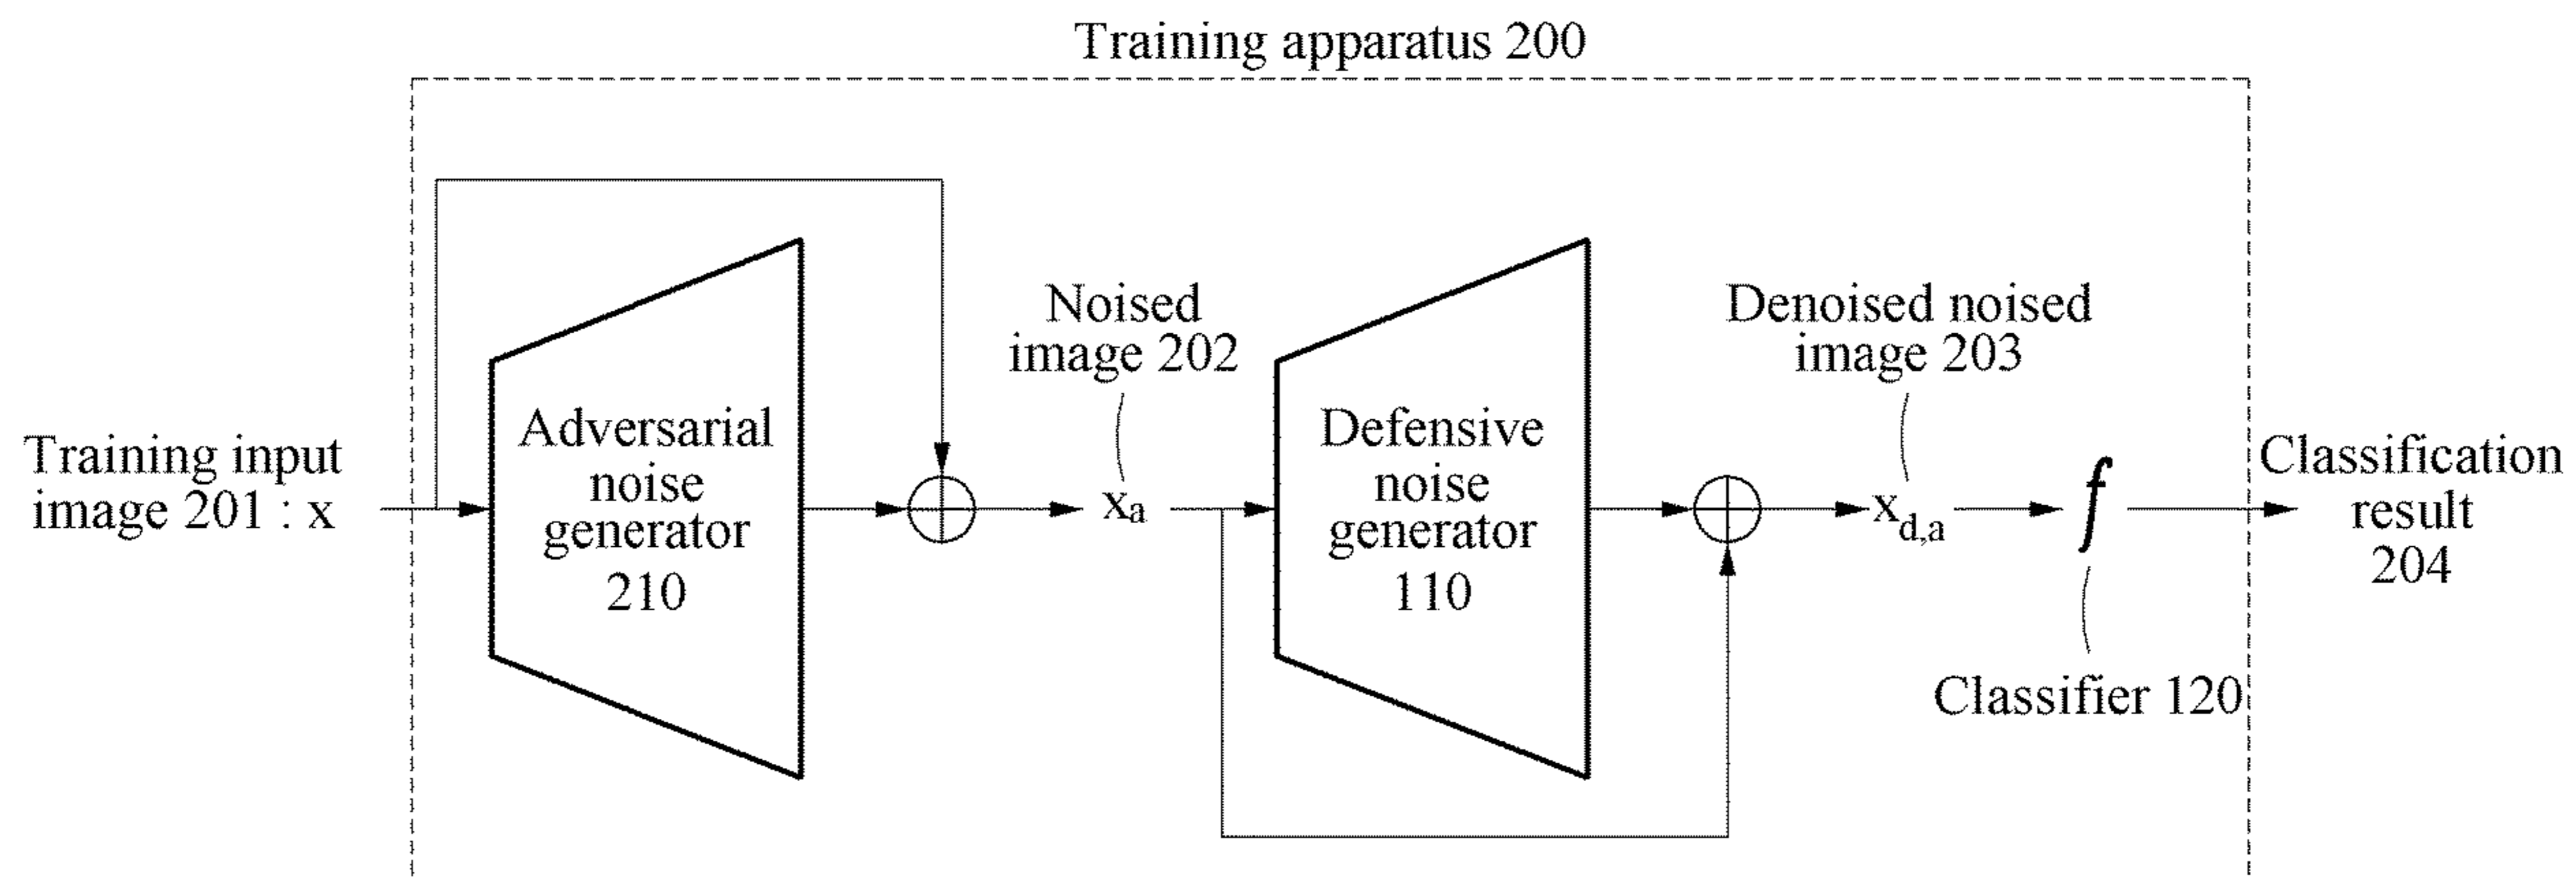 Training apparatus 200
Training input
image 201 : x
Adversarial
noise
generator
210
Noised
image 202
xa
Defensive
noise
generator
110
Denoised noised
image 203
xd,a
f
Classifier 120
Classification
result
204